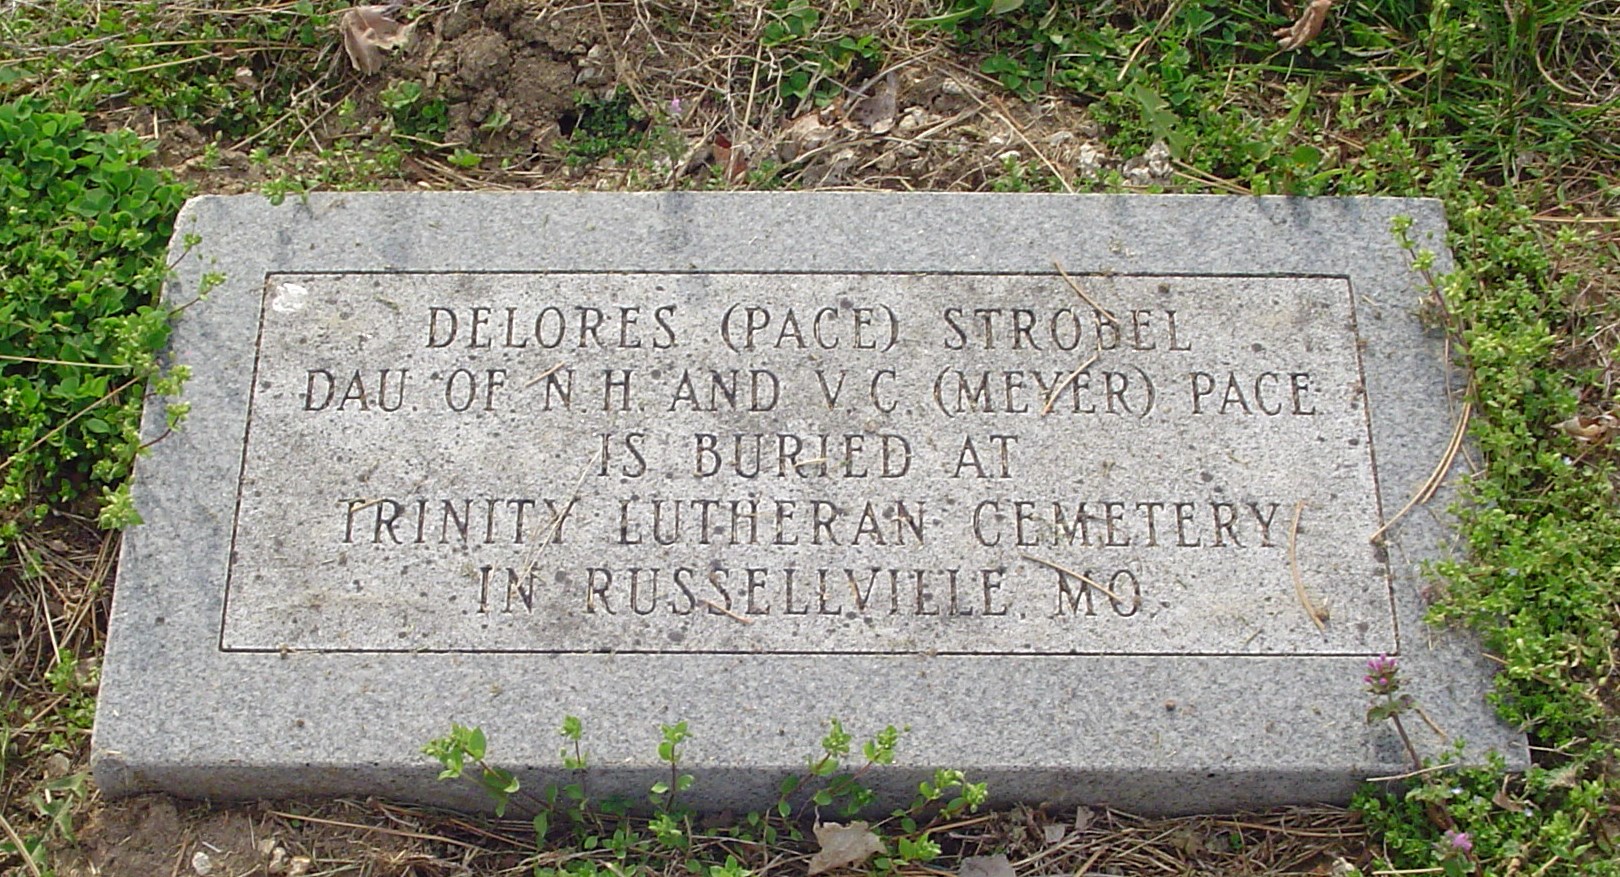 DELORES (PACE) STROBEL
DAU. OF N.H. AND V.C. (MEYER) PACE
IS BURIED AT
TRINITY LUTHERAN CEMETERY
IN RUSSELLVILLE, MO.